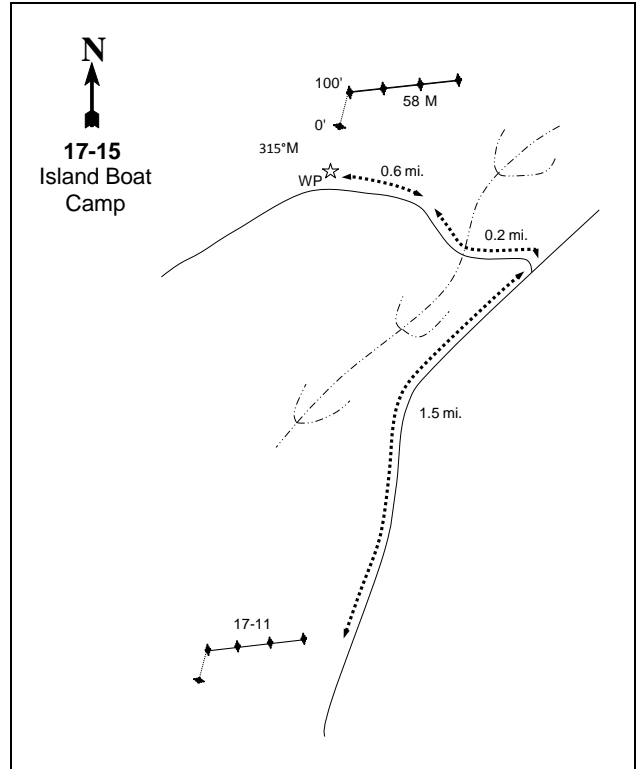 N
17-15
Island Boat
Camp
100'
58 M
0'
315°M
WP
0.6 mi.
0.2 mi.
1.5 mi.
17-11